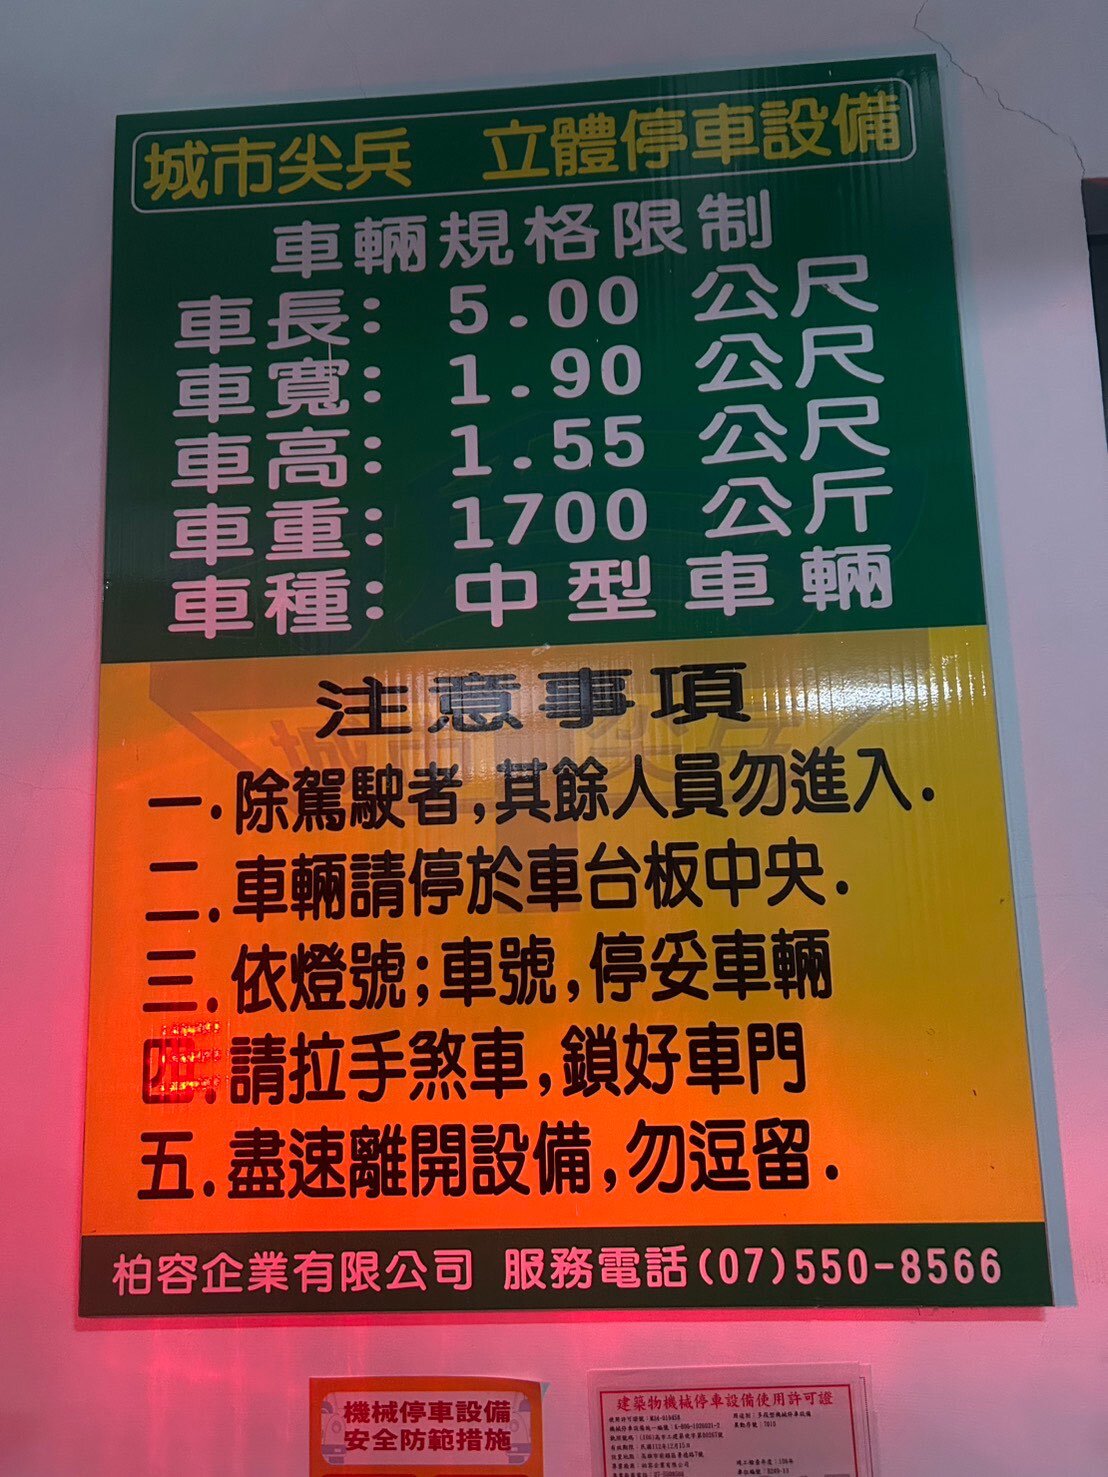 城市尖兵 立體停車設備
車輛規格限制
車長: 5.00 公尺
車寬: 1.90 公尺
車高: 1.55 公尺
車重: 1700 公斤
車種: 中型車輛
注意事項
一.除駕駛者,其餘人員勿進入.
二.車輛請停於車台板中央.
三.依燈號;車號,停妥車輛
四.請拉手煞車,鎖好車門
五.盡速離開設備,勿逗留.
柏容企業有限公司 服務電話(07)550-8566
機械停車設備
安全防範措施
建築物機械停車設備使用許可證